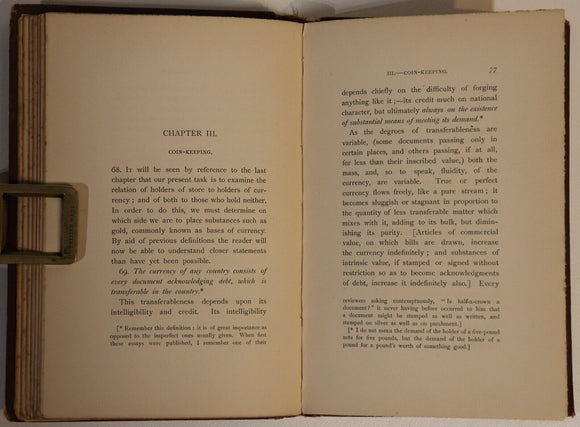 CHAPTER III.
COIN-KEEPING.
68. IT will be seen by reference to the last
chapter that our present task is to examine the
relation of holders of store to holders of cur-
rency; and of both to those who hold neither.
In order to do this, we must determine on
which side we are to place substances such as
gold, commonly known as bases of currency.
By aid of previous definitions the reader will
now be able to understand closer statements
than have yet been possible.
69. The currency of any country consists of
every document acknowledging debt, which is
transferable in the country.*
This transferableness depends upon its
intelligibility and credit. Its intelligibility
[* Remember this definition: it is of great importance as
opposed to the imperfect ones usually given. When first
these essays were published, I remember one of their
III.—COIN-KEEPING. 77
depends chiefly on the difficulty of forging
anything like it;—its credit much on national
character, but ultimately always on the existence
of substantial means of meeting its demand.*
As the degrees of transferableness are
variable, (some documents passing only in
certain places, and others passing, if at all,
for less than their inscribed value,) both the
mass, and, so to speak, fluidity, of the
currency, are variable. True or perfect
currency flows freely, like a pure stream; it
becomes sluggish or stagnant in proportion to
the quantity of less transferable matter which
mixes with it, adding to its bulk, but dimin-
ishing its purity. [Articles of commercial
value, on which bills are drawn, increase
the currency indefinitely; and substances of
intrinsic value, if stamped or signed without
restriction so as to become acknowledgments
of debt, increase it indefinitely also.] Every
reviewers asking contemptuously, "Is half-a-crown a
document?" it never having before occurred to him that
a document might be stamped as well as written, and
stamped on silver as well as on parchment.]
[* I do not mean the demand of the holder of a five-pound
note for five pounds, but the demand of the holder of a
pound for a pound's worth of something good.]